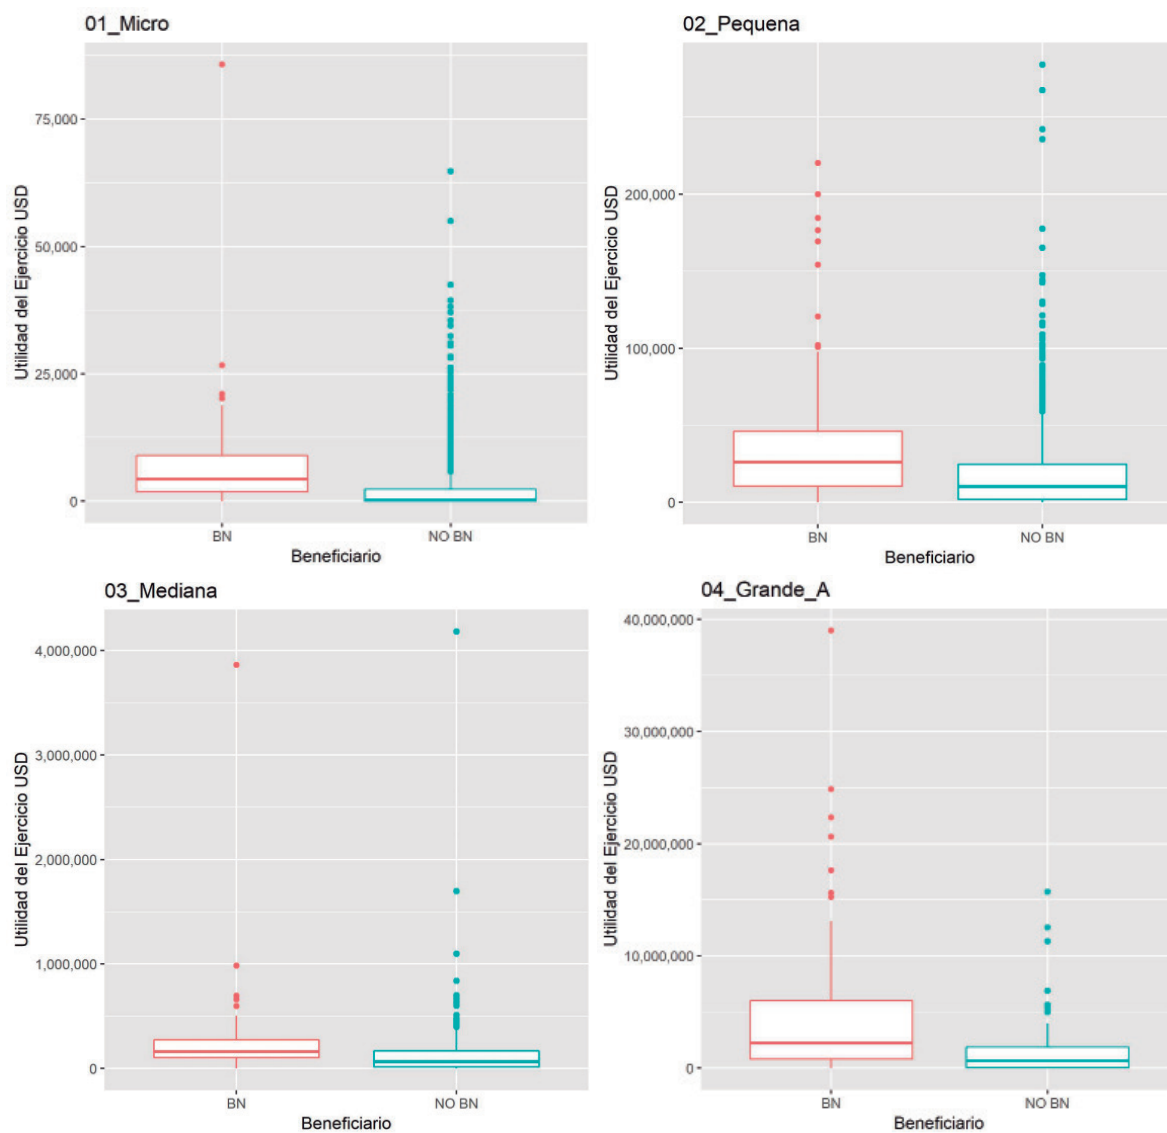 01_Micro
75,000
50,000
25,000
0
Utilidad del Ejercicio USD
BN
NO BN
Beneficiario
02_Pequena
200,000
100,000
0
Utilidad del Ejercicio USD
BN
NO BN
Beneficiario
03_Mediana
4,000,000
3,000,000
2,000,000
1,000,000
0
Utilidad del Ejercicio USD
BN
NO BN
Beneficiario
04_Grande_A
40,000,000
30,000,000
20,000,000
10,000,000
0
Utilidad del Ejercicio USD
BN
NO BN
Beneficiario